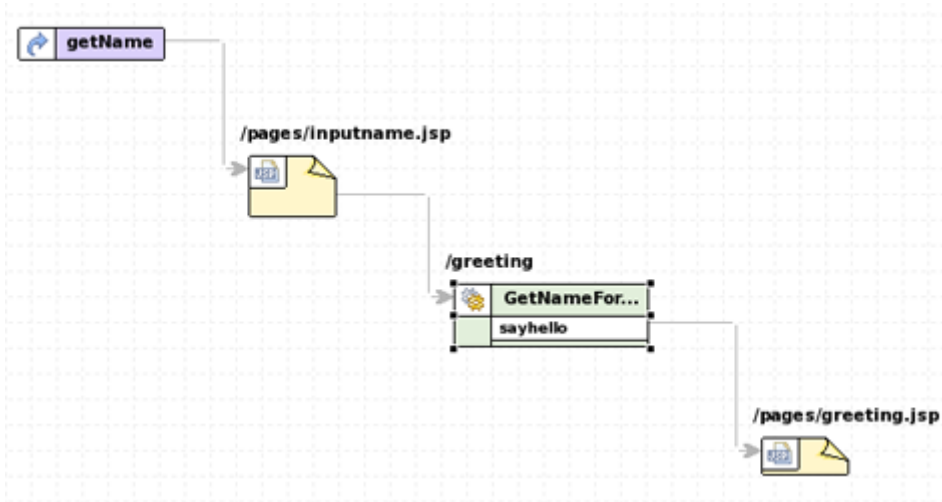 getName
/pages/inputname.jsp
/greeting
GetNameFor...
sayhello
/pages/greeting.jsp